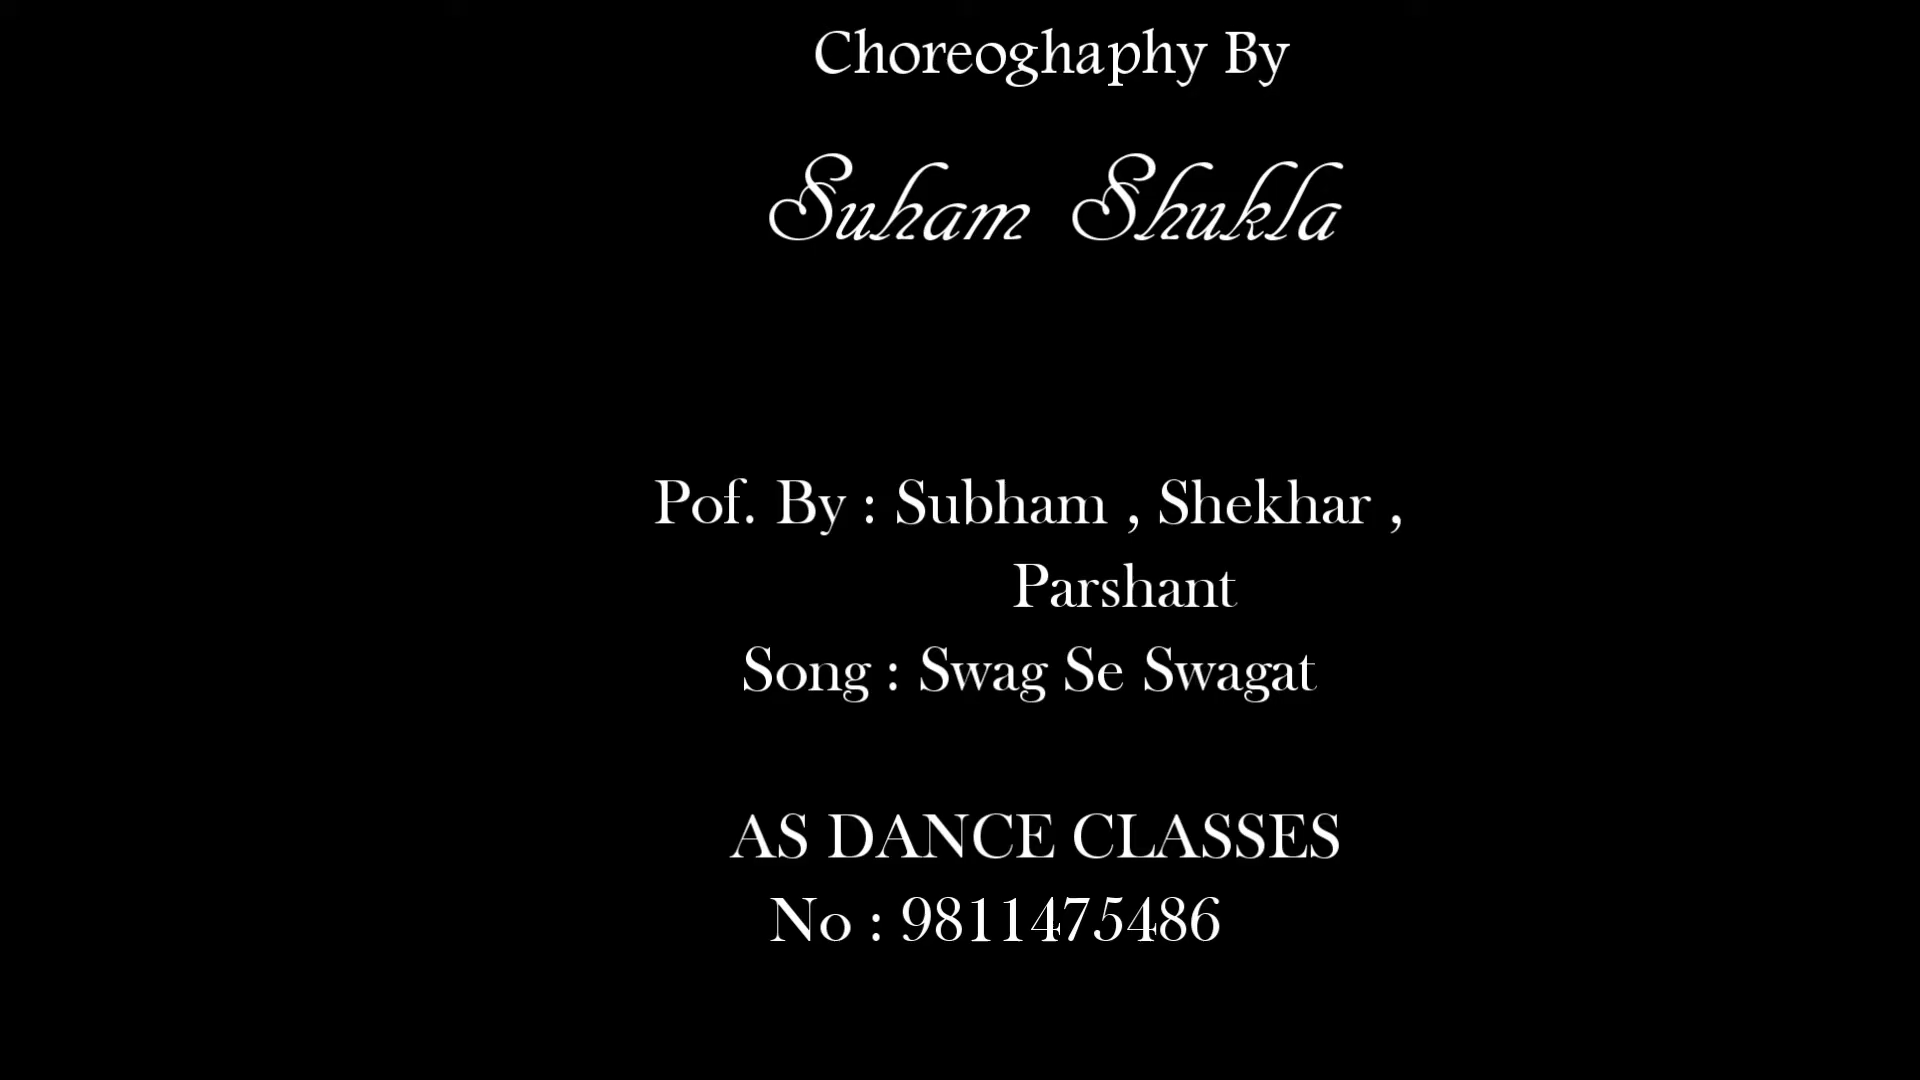 Choreoghaphy By
Suham Shukla
Pof. By : Subham , Shekhar ,
Parshant
Song : Swag Se Swagat
AS DANCE CLASSES
No : 9811475486